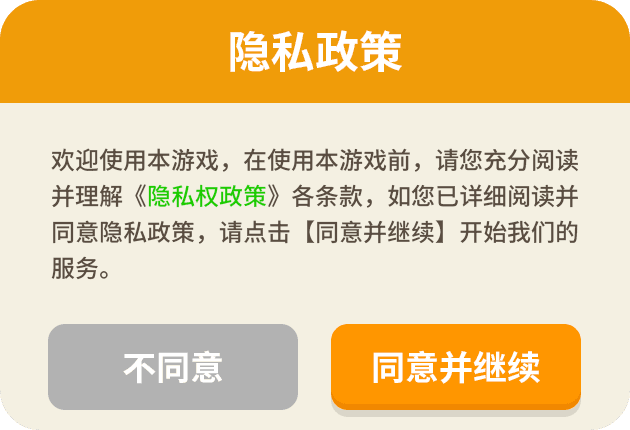 隐私政策
欢迎使用本游戏，在使用本游戏前，请您充分阅读
并理解《隐私权政策》各条款，如您已详细阅读并
同意隐私政策，请点击【同意并继续】开始我们的
服务。
不同意
同意并继续